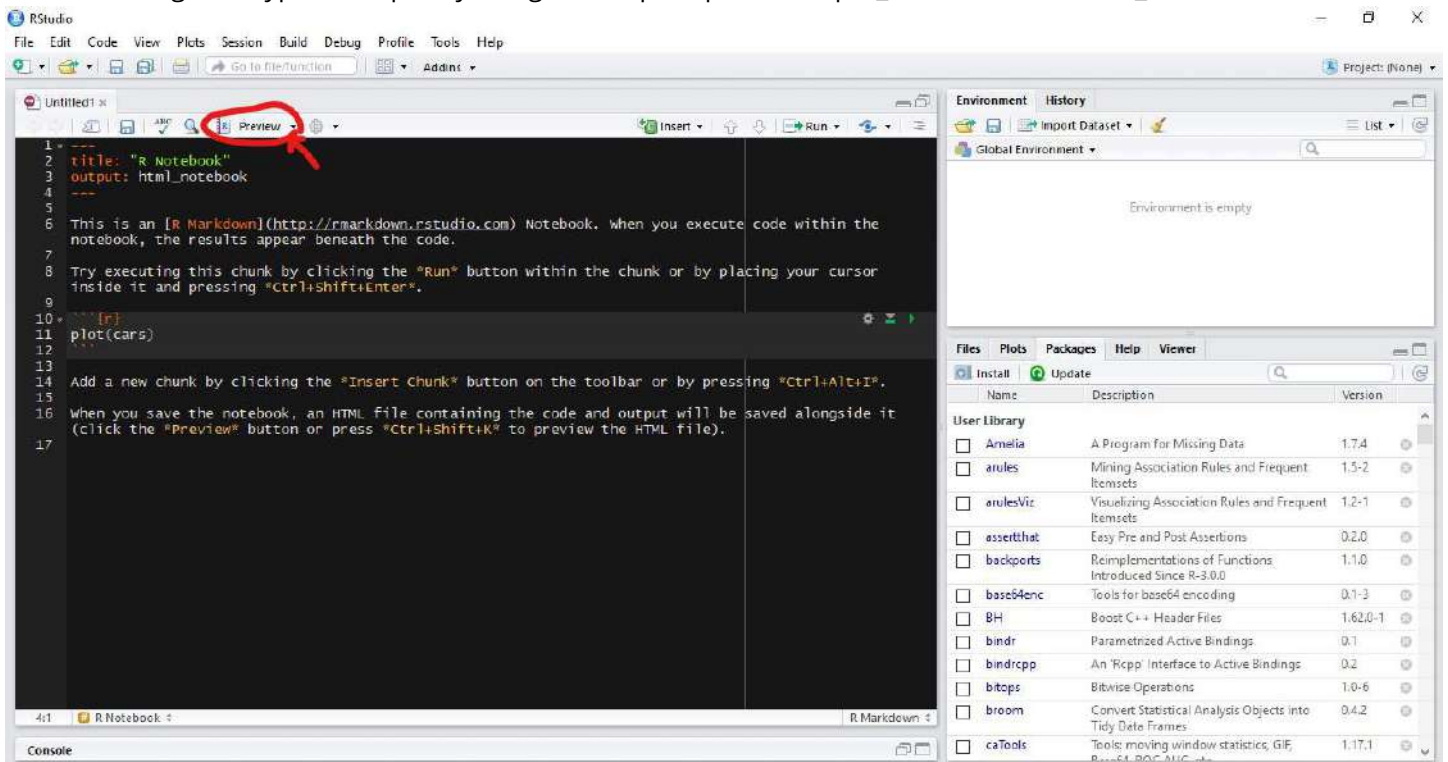 RStudio
File Edit Code View Plots Session Build Debug Profile Tools Help
Go to file/function Addins
Project: (None)
Untitled1
ABC Preview Insert Run
1 ---
2 title: "R Notebook"
3 output: html_notebook
4 ---
5
6 This is an [R Markdown](http://rmarkdown.rstudio.com) Notebook. When you execute code within the
notebook, the results appear beneath the code.
7
8 Try executing this chunk by clicking the *Run* button within the chunk or by placing your cursor
inside it and pressing *Ctrl+Shift+Enter*.
9
10 ```{r}
11 plot(cars)
12 ```
13
14 Add a new chunk by clicking the *Insert Chunk* button on the toolbar or by pressing *Ctrl+Alt+I*.
15
16 When you save the notebook, an HTML file containing the code and output will be saved alongside it
(click the *Preview* button or press *Ctrl+Shift+K* to preview the HTML file).
17
4:1 R Notebook R Markdown
Console
Environment History
Import Dataset List
Global Environment
Environment is empty
Files Plots Packages Help Viewer
Install Update
Name Description Version
User Library
Amelia A Program for Missing Data 1.7.4
arules Mining Association Rules and Frequent 1.5-2
Itemsets
arulesViz Visualizing Association Rules and Frequent 1.2-1
Itemsets
assertthat Easy Pre and Post Assertions 0.2.0
backports Reimplementations of Functions 1.1.0
Introduced Since R-3.0.0
base64enc Tools for base64 encoding 0.1-3
BH Boost C++ Header Files 1.62.0-1
bindr Parametrized Active Bindings 0.1
bindrcpp An 'Rcpp' Interface to Active Bindings 0.2
bitops Bitwise Operations 1.0-6
broom Convert Statistical Analysis Objects into 0.4.2
Tidy Data Frames
caTools Tools: moving window statistics, GIF, 1.17.1